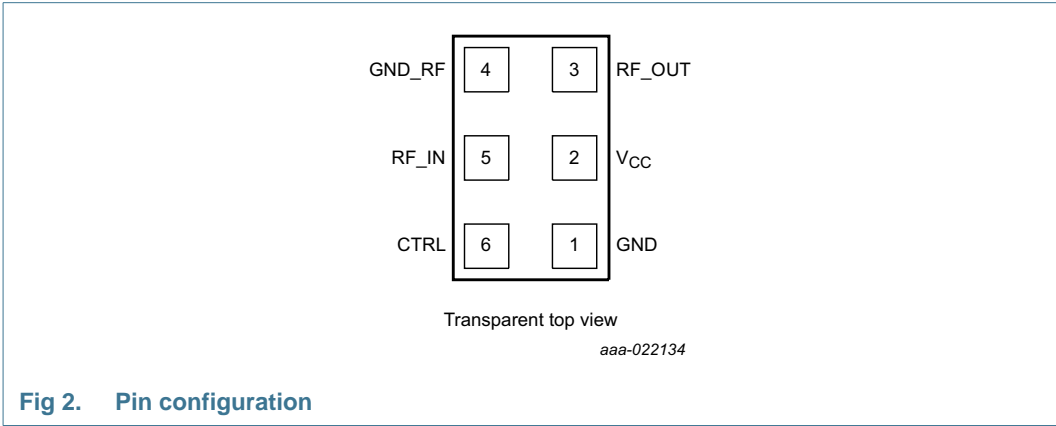 GND_RF 4 3 RF_OUT
RF_IN 5 2 VCC
CTRL 6 1 GND
Transparent top view
aaa-022134
Fig 2. Pin configuration